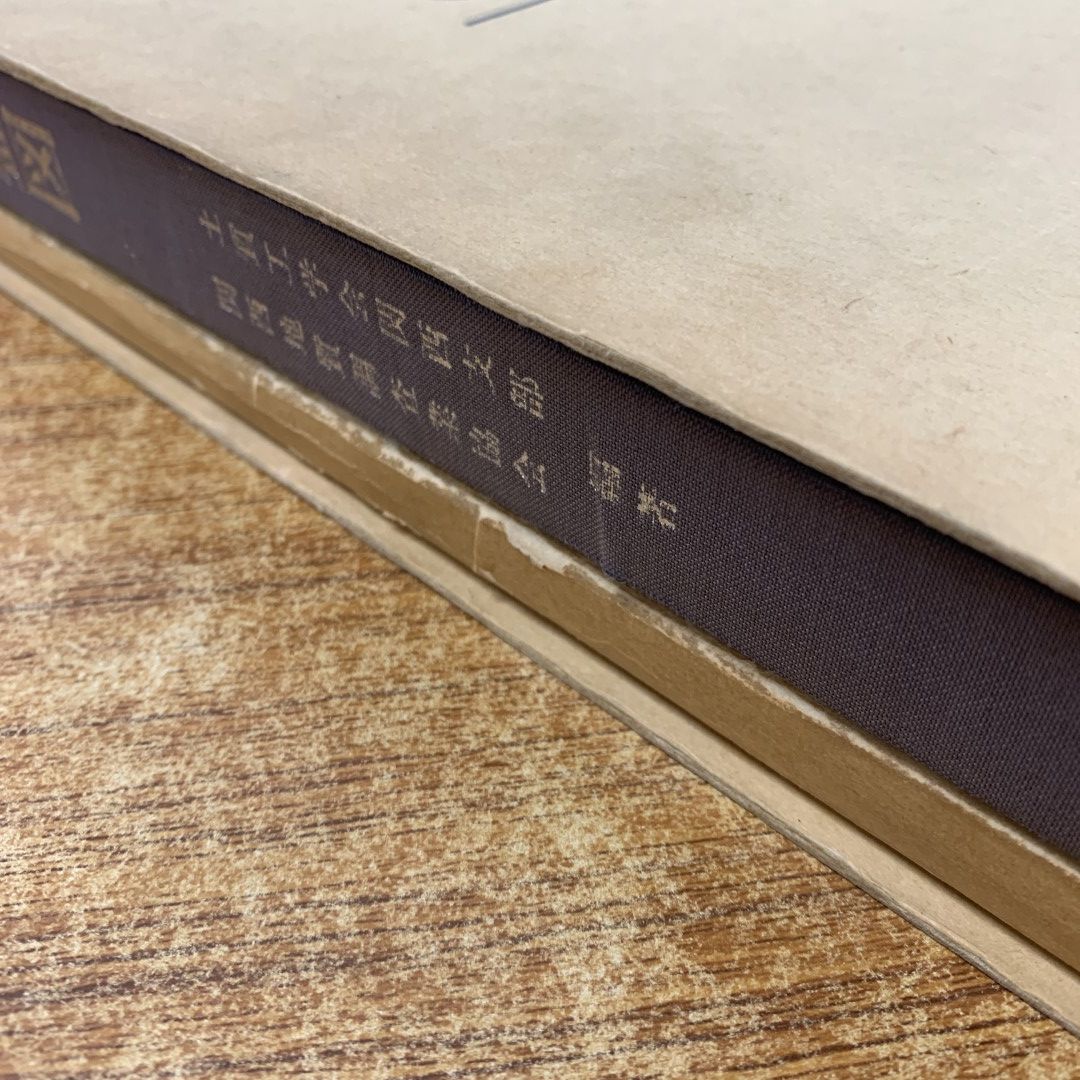 図
土質工学会関西支部
関西地質調査業協会
編著